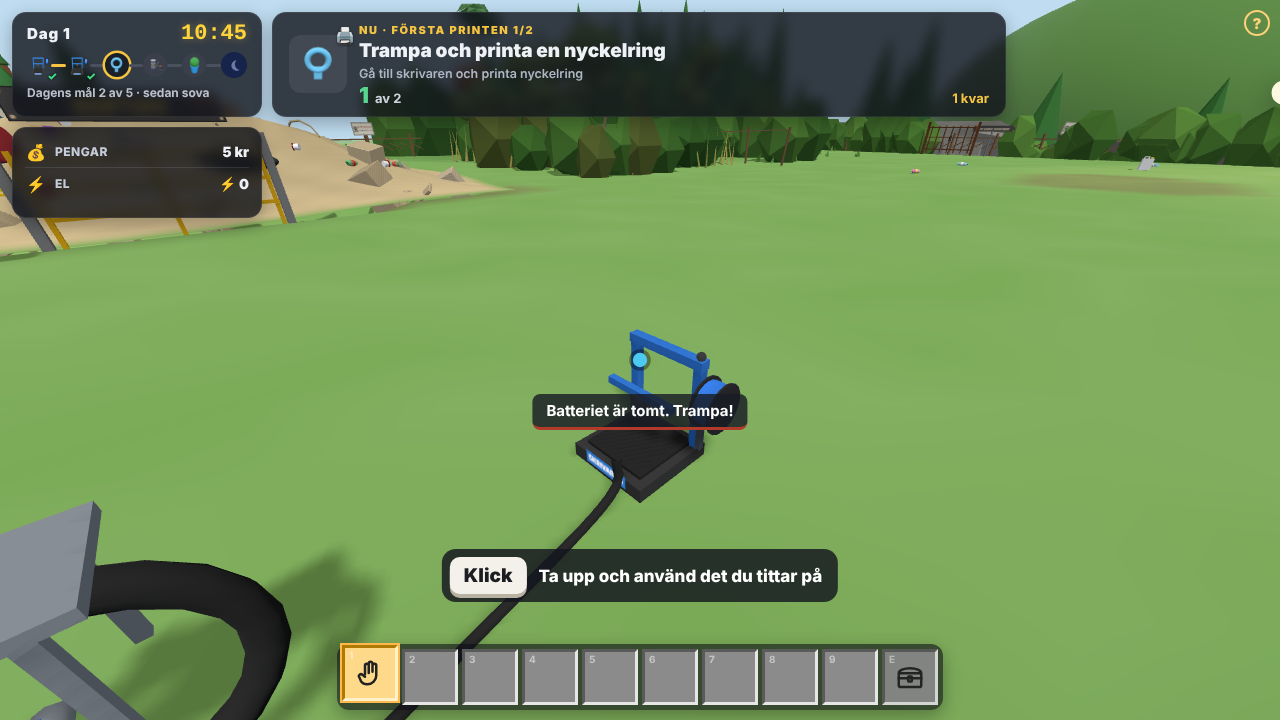 Dag 1
10:45
Dagens mål 2 av 5 · sedan sova
NU · FÖRSTA PRINTEN 1/2
Trampa och printa en nyckelring
Gå till skrivaren och printa nyckelring
1 av 2
1 kvar
?
PENGAR
5 kr
EL
0
Batteriet är tomt. Trampa!
Klick
Ta upp och använd det du tittar på
1
2
3
4
5
6
7
8
9
E